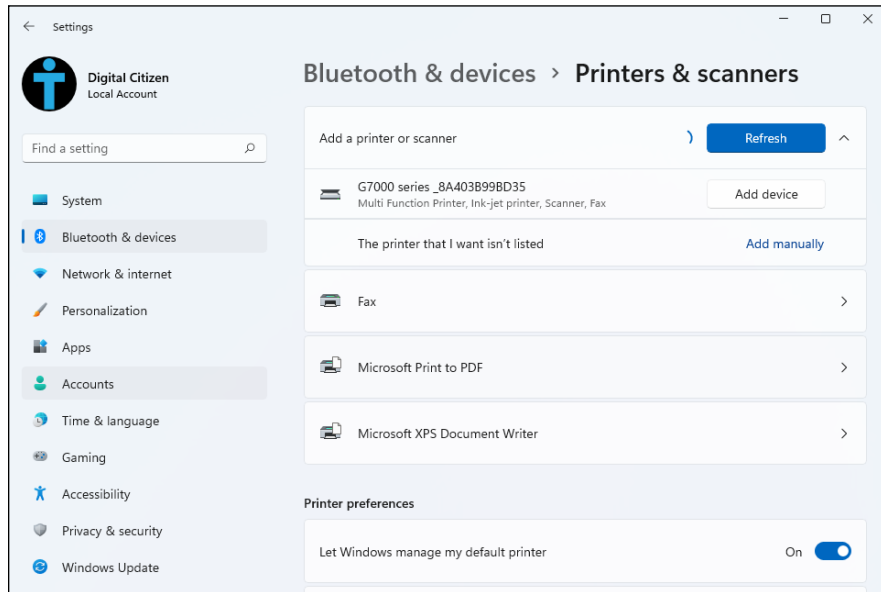 Settings
Digital Citizen
Local Account
Find a setting
System
Bluetooth & devices
Network & internet
Personalization
Apps
Accounts
Time & language
Gaming
Accessibility
Privacy & security
Windows Update
Bluetooth & devices > Printers & scanners
Add a printer or scanner
Refresh
G7000 series _8A403B99BD35
Multi Function Printer, Ink-jet printer, Scanner, Fax
Add device
The printer that I want isn't listed
Add manually
Fax
Microsoft Print to PDF
Microsoft XPS Document Writer
Printer preferences
Let Windows manage my default printer
On